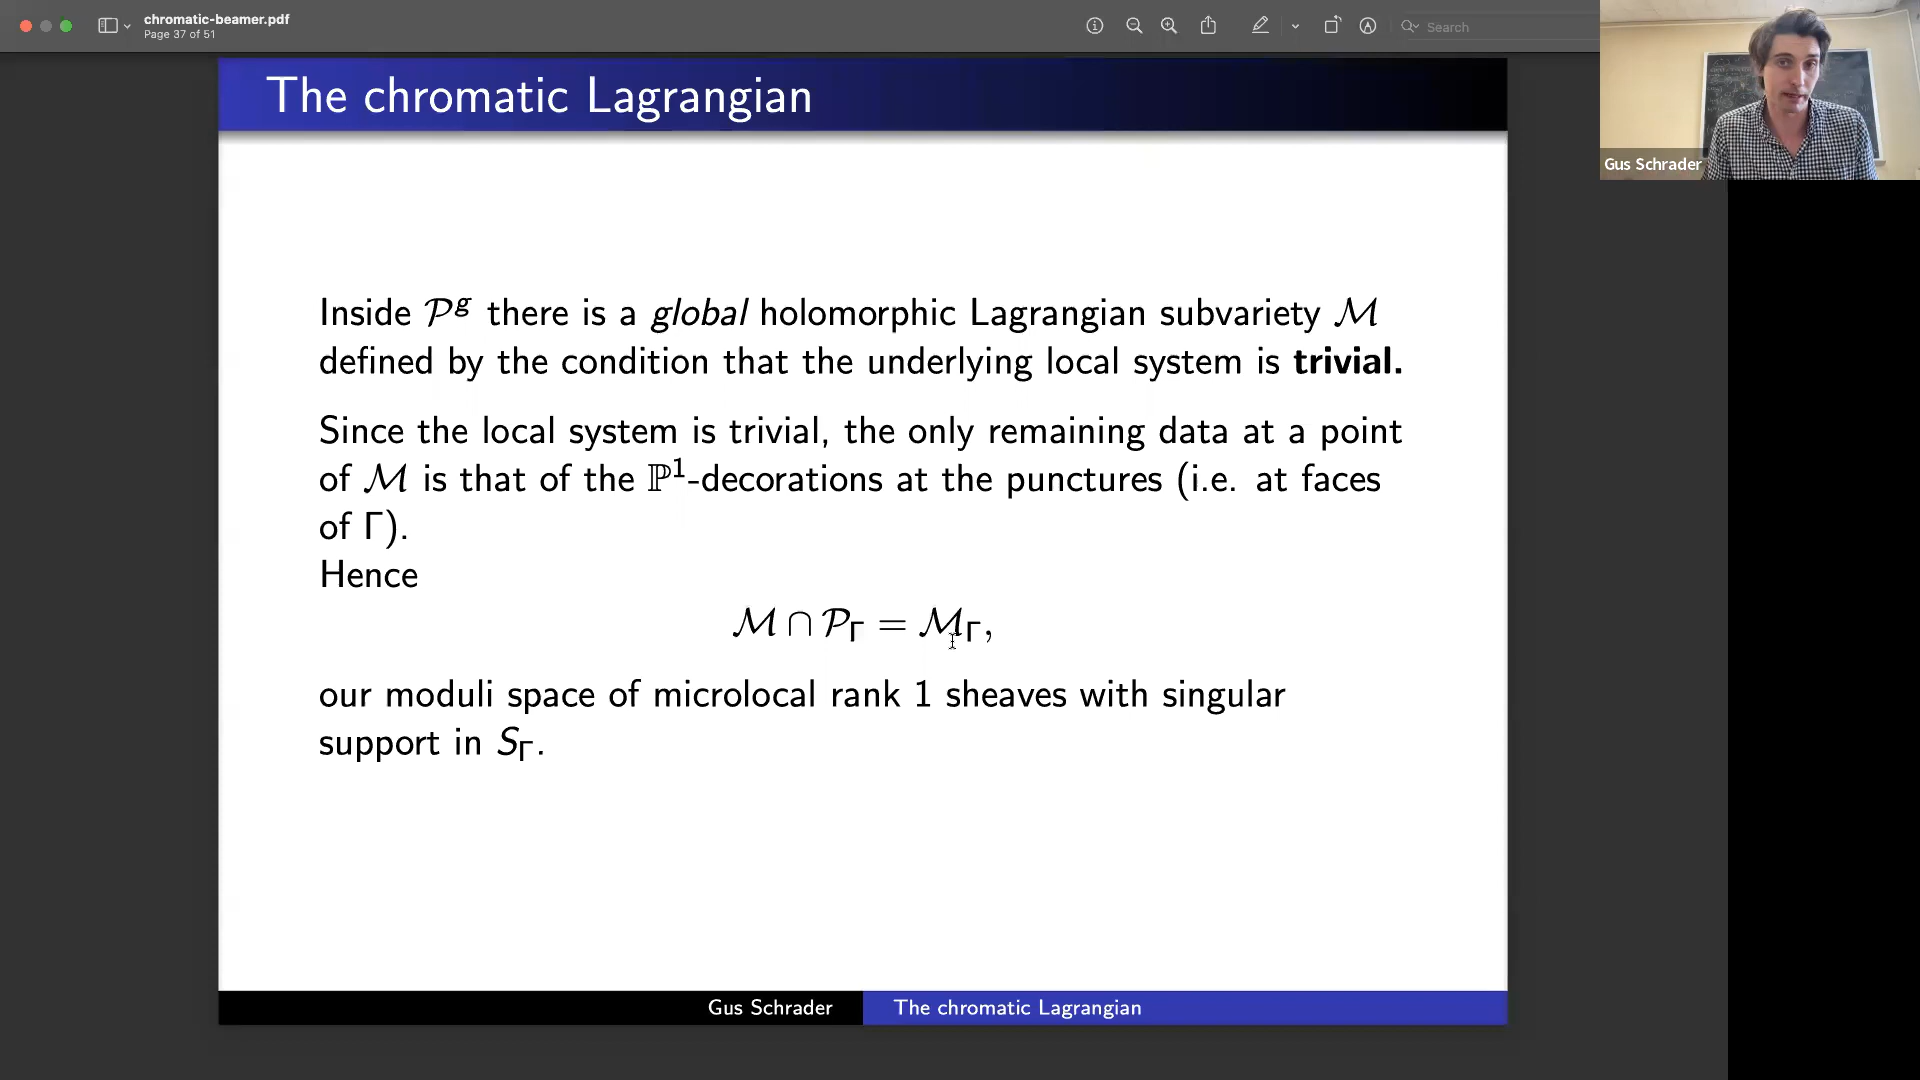 chromatic-beamer.pdf
Page 37 of 51
Search
Gus Schrader
The chromatic Lagrangian
Inside 𝒫ᵍ there is a global holomorphic Lagrangian subvariety ℳ
defined by the condition that the underlying local system is trivial.
Since the local system is trivial, the only remaining data at a point
of ℳ is that of the ℙ¹-decorations at the punctures (i.e. at faces
of Γ).
Hence
ℳ ∩ 𝒫_Γ = ℳ_Γ,
our moduli space of microlocal rank 1 sheaves with singular
support in S_Γ.
Gus Schrader
The chromatic Lagrangian